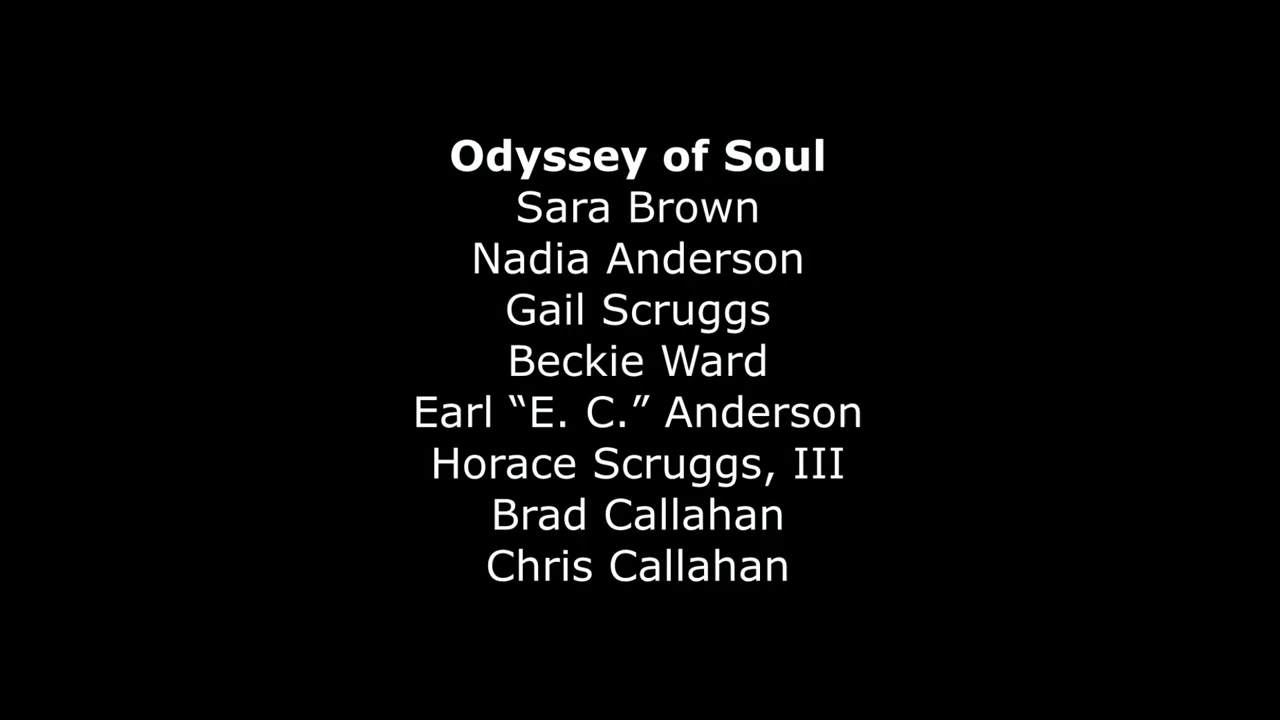 Odyssey of Soul
Sara Brown
Nadia Anderson
Gail Scruggs
Beckie Ward
Earl “E. C.” Anderson
Horace Scruggs, III
Brad Callahan
Chris Callahan